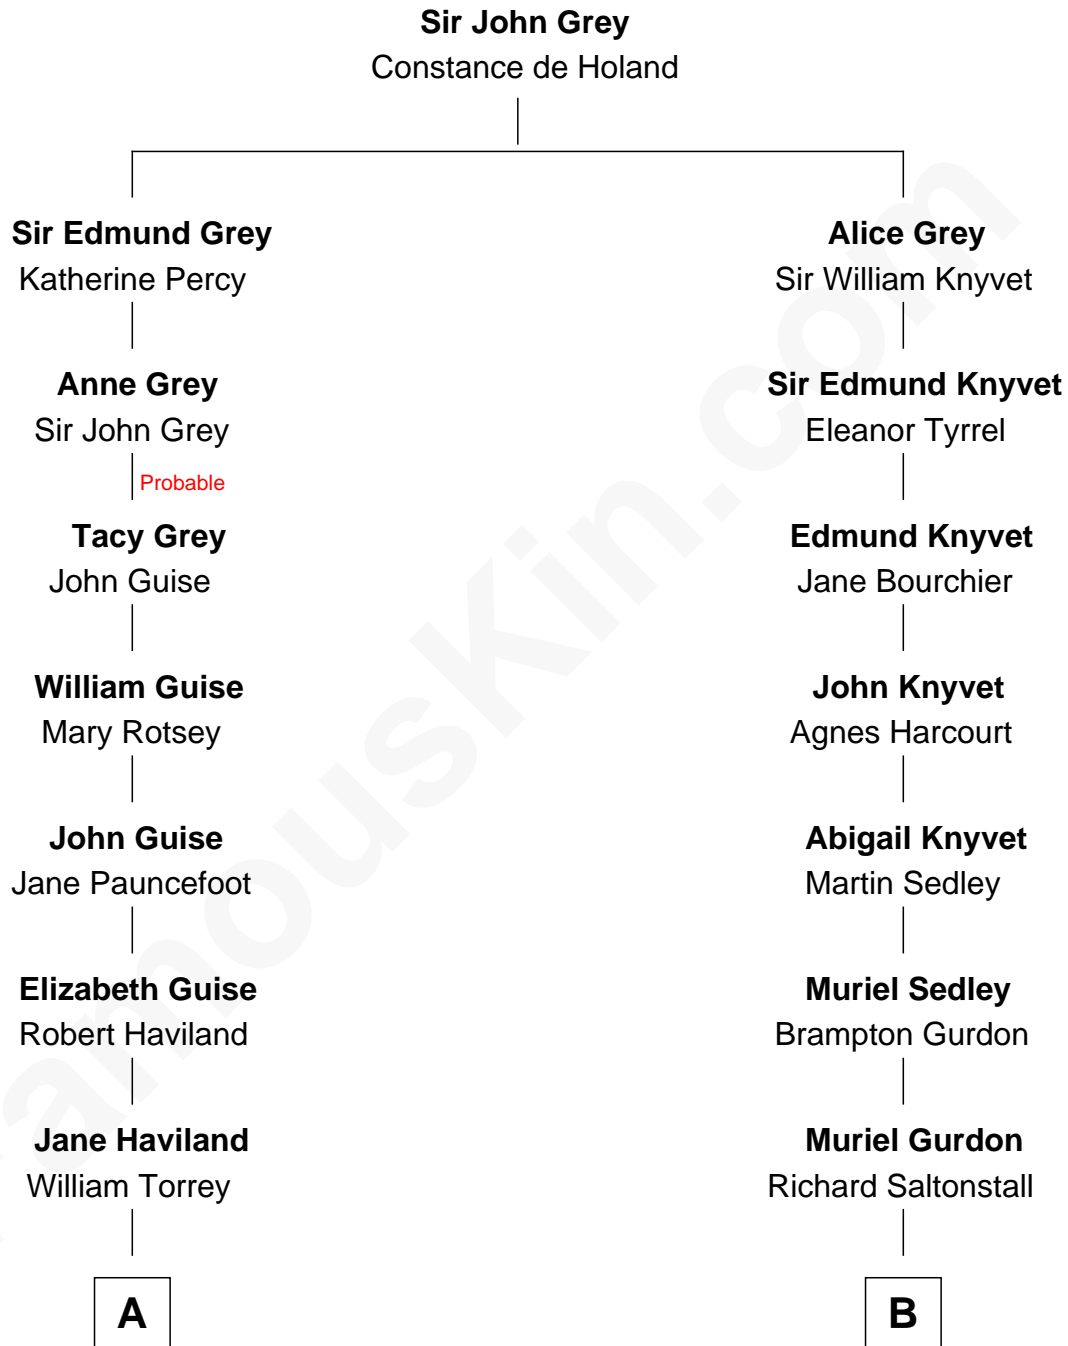 Sir John Grey
Constance de Holand
Sir Edmund Grey
Katherine Percy
Anne Grey
Sir John Grey
Probable
Tacy Grey
John Guise
William Guise
Mary Rotsey
John Guise
Jane Pauncefoot
Elizabeth Guise
Robert Haviland
Jane Haviland
William Torrey
A
Alice Grey
Sir William Knyvet
Sir Edmund Knyvet
Eleanor Tyrrel
Edmund Knyvet
Jane Bourchier
John Knyvet
Agnes Harcourt
Abigail Knyvet
Martin Sedley
Muriel Sedley
Brampton Gurdon
Muriel Gurdon
Richard Saltonstall
B
FamousKin.com